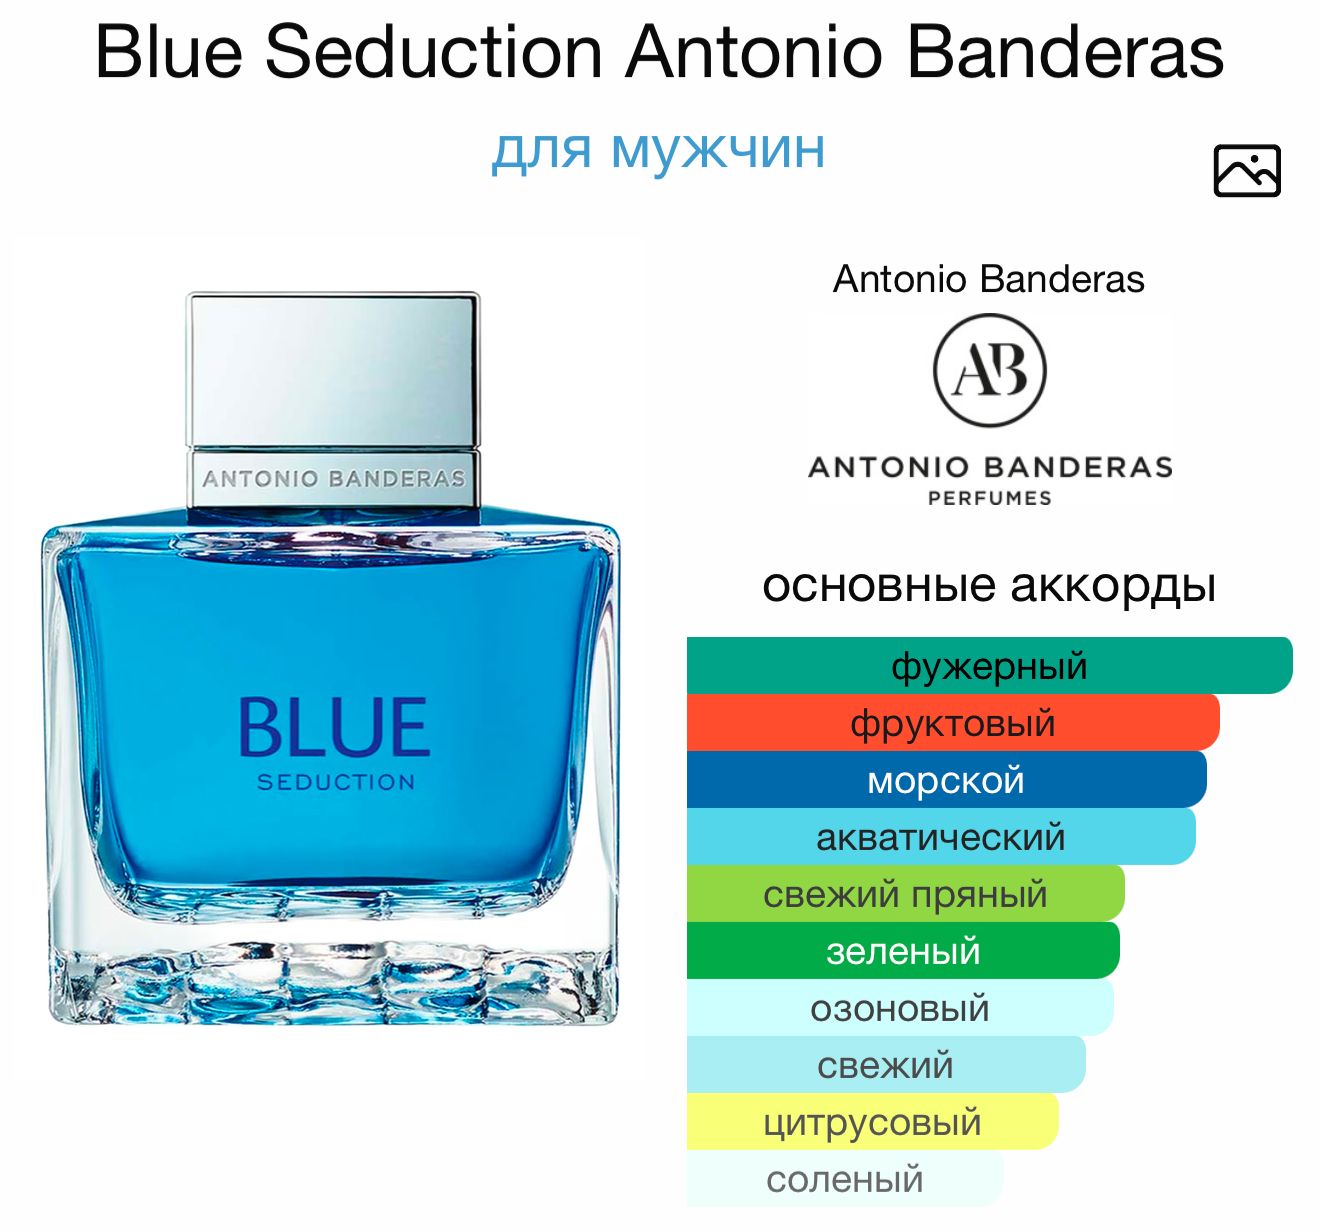 Blue Seduction Antonio Banderas
для мужчин
ANTONIO BANDERAS
BLUE
SEDUCTION
Antonio Banderas
AB
ANTONIO BANDERAS
PERFUMES
основные аккорды
фужерный
фруктовый
морской
акватический
свежий пряный
зеленый
озоновый
свежий
цитрусовый
соленый